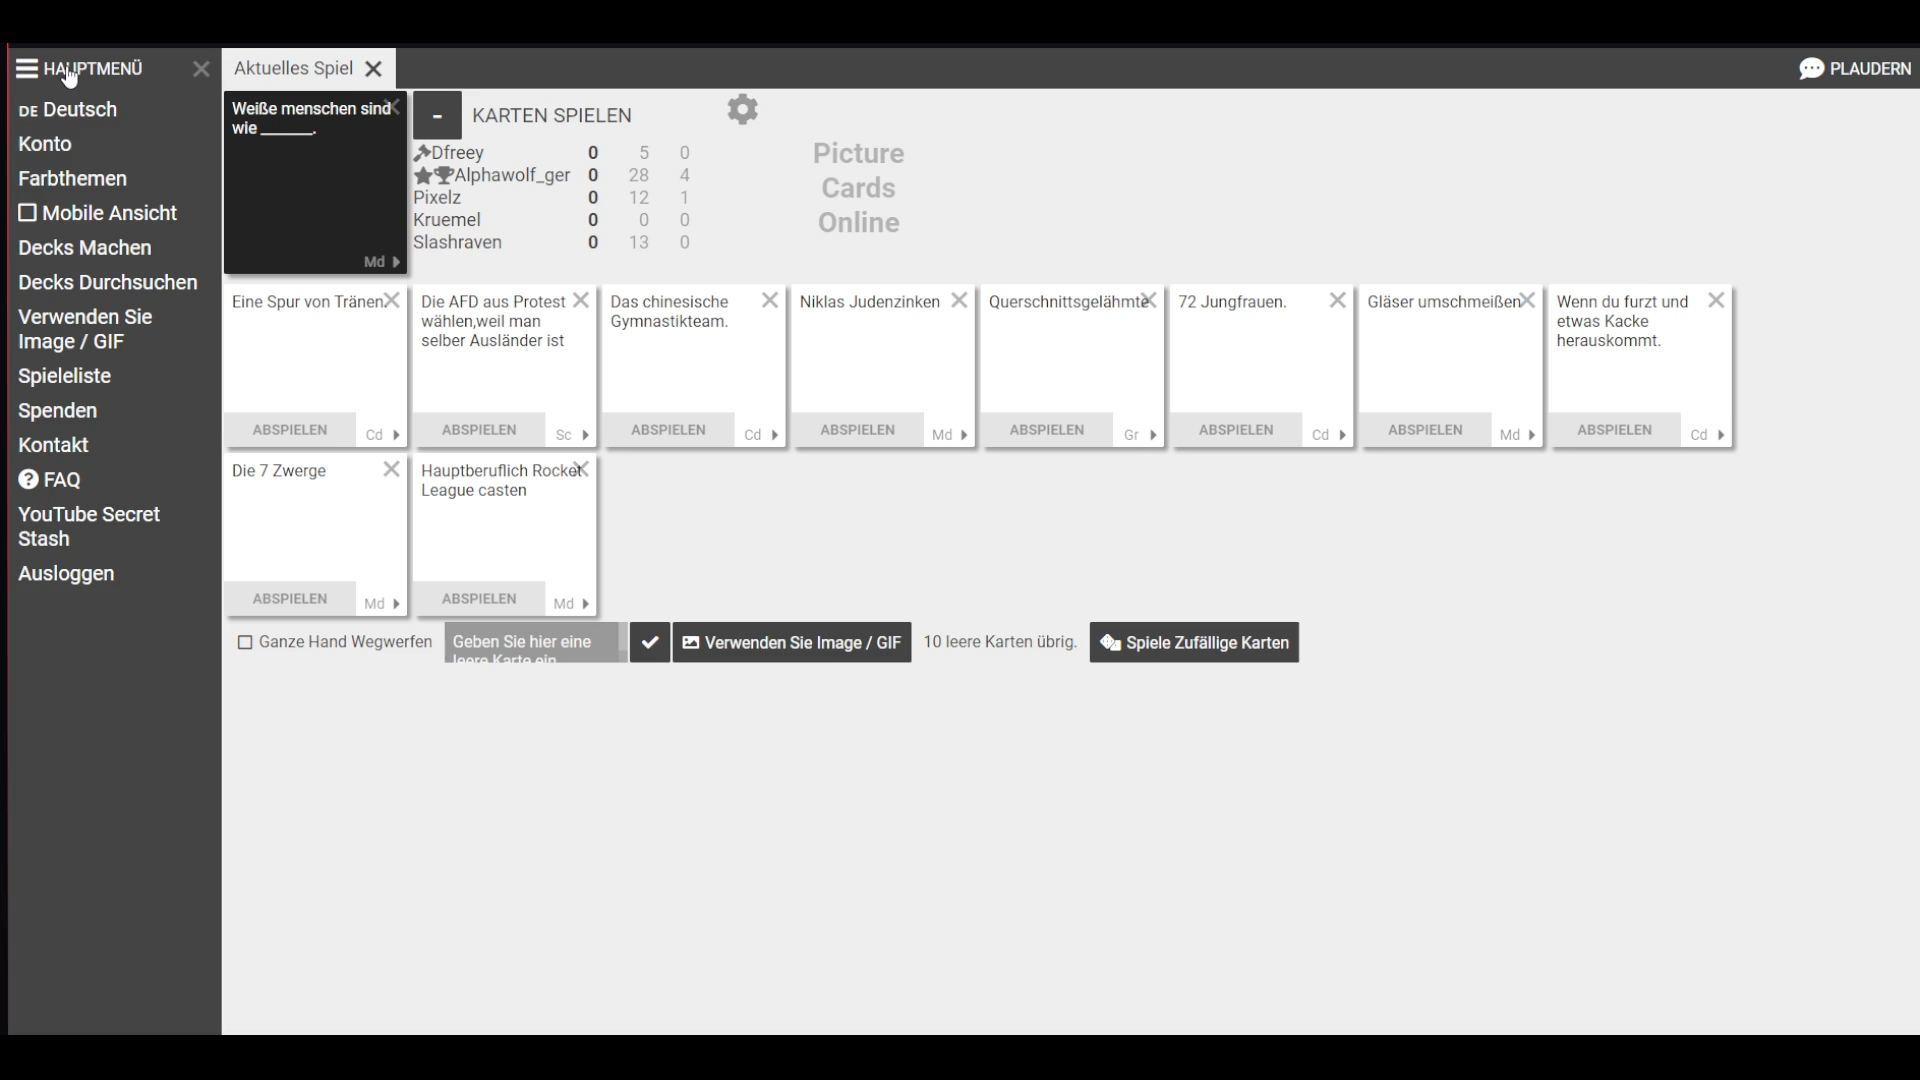 HAUPTMENÜ
DE Deutsch
Konto
Farbthemen
Mobile Ansicht
Decks Machen
Decks Durchsuchen
Verwenden Sie
Image / GIF
Spieleliste
Spenden
Kontakt
FAQ
YouTube Secret
Stash
Ausloggen
Aktuelles Spiel
PLAUDERN
Weiße menschen sind
wie ______.
Md
- KARTEN SPIELEN
Dfreey 0 5 0
Alphawolf_ger 0 28 4
Pixelz 0 12 1
Kruemel 0 0 0
Slashraven 0 13 0
Picture
Cards
Online
Eine Spur von Tränen.
ABSPIELEN Cd
Die AFD aus Protest
wählen,weil man
selber Ausländer ist
ABSPIELEN Sc
Das chinesische
Gymnastikteam.
ABSPIELEN Cd
Niklas Judenzinken
ABSPIELEN Md
Querschnittsgelähmte
ABSPIELEN Gr
72 Jungfrauen.
ABSPIELEN Cd
Gläser umschmeißen
ABSPIELEN Md
Wenn du furzt und
etwas Kacke
herauskommt.
ABSPIELEN Cd
Die 7 Zwerge
ABSPIELEN Md
Hauptberuflich Rocket
League casten
ABSPIELEN Md
Ganze Hand Wegwerfen
Geben Sie hier eine
leere Karte ein
Verwenden Sie Image / GIF
10 leere Karten übrig.
Spiele Zufällige Karten